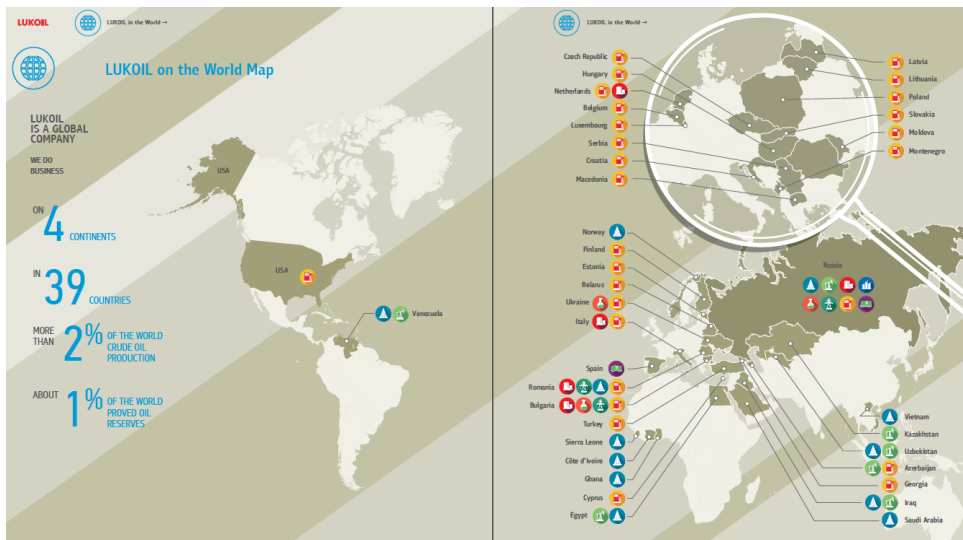 LUKOIL
LUKOIL in the World →
LUKOIL on the World Map
LUKOIL
IS A GLOBAL
COMPANY
WE DO
BUSINESS
ON
4 CONTINENTS
IN
39 COUNTRIES
MORE
THAN
2% OF THE WORLD
CRUDE OIL
PRODUCTION
ABOUT
1% OF THE WORLD
PROVED OIL
RESERVES
USA
USA
Venezuela
LUKOIL in the World →
Czech Republic
Hungary
Netherlands
Belgium
Luxembourg
Serbia
Croatia
Macedonia
Latvia
Lithuania
Poland
Slovakia
Moldova
Montenegro
Norway
Finland
Estonia
Belarus
Ukraine
Italy
Spain
Romania
Bulgaria
Turkey
Sierra Leone
Côte d'Ivoire
Ghana
Cyprus
Egypt
Russia
Vietnam
Kazakhstan
Uzbekistan
Azerbaijan
Georgia
Iraq
Saudi Arabia